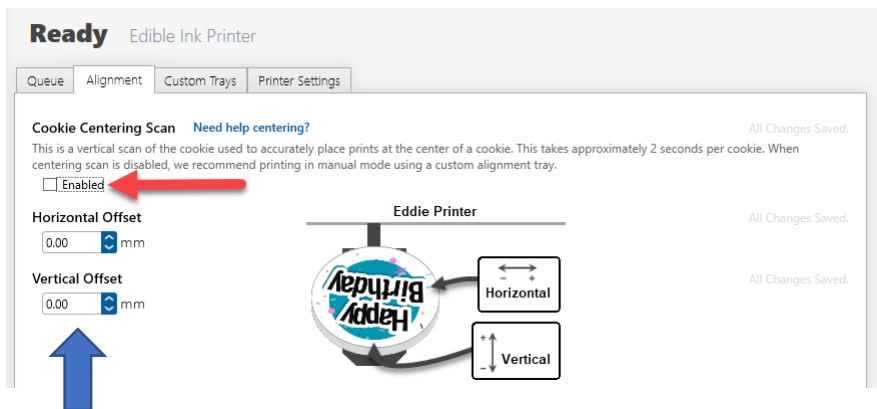 Ready Edible Ink Printer
Queue Alignment Custom Trays Printer Settings
Cookie Centering Scan Need help centering? All Changes Saved.
This is a vertical scan of the cookie used to accurately place prints at the center of a cookie. This takes approximately 2 seconds per cookie. When
centering scan is disabled, we recommend printing in manual mode using a custom alignment tray.
Enabled
Eddie Printer
Horizontal Offset All Changes Saved.
0.00 mm
Happy
Birthday
- +
Horizontal
Vertical Offset All Changes Saved.
0.00 mm
+
-
Vertical